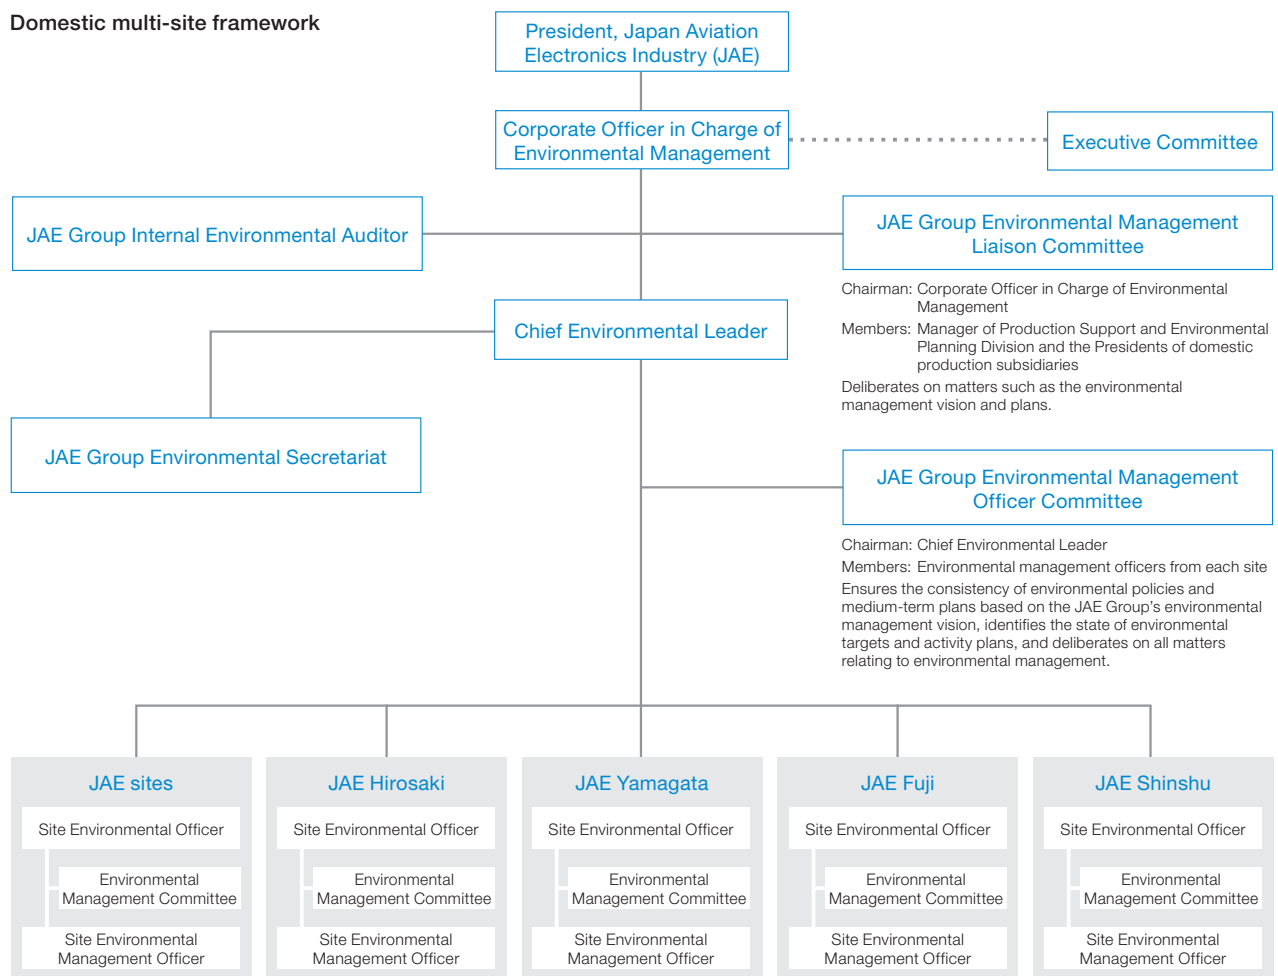 Domestic multi-site framework
President, Japan Aviation
Electronics Industry (JAE)
Corporate Officer in Charge of
Environmental Management
Executive Committee
JAE Group Internal Environmental Auditor
JAE Group Environmental Management
Liaison Committee
Chairman: Corporate Officer in Charge of Environmental
Management
Members: Manager of Production Support and Environmental
Planning Division and the Presidents of domestic
production subsidiaries
Deliberates on matters such as the environmental
management vision and plans.
Chief Environmental Leader
JAE Group Environmental Secretariat
JAE Group Environmental Management
Officer Committee
Chairman: Chief Environmental Leader
Members: Environmental management officers from each site
Ensures the consistency of environmental policies and
medium-term plans based on the JAE Group's environmental
management vision, identifies the state of environmental
targets and activity plans, and deliberates on all matters
relating to environmental management.
JAE sites
Site Environmental Officer
Environmental
Management Committee
Site Environmental
Management Officer
JAE Hirosaki
Site Environmental Officer
Environmental
Management Committee
Site Environmental
Management Officer
JAE Yamagata
Site Environmental Officer
Environmental
Management Committee
Site Environmental
Management Officer
JAE Fuji
Site Environmental Officer
Environmental
Management Committee
Site Environmental
Management Officer
JAE Shinshu
Site Environmental Officer
Environmental
Management Committee
Site Environmental
Management Officer